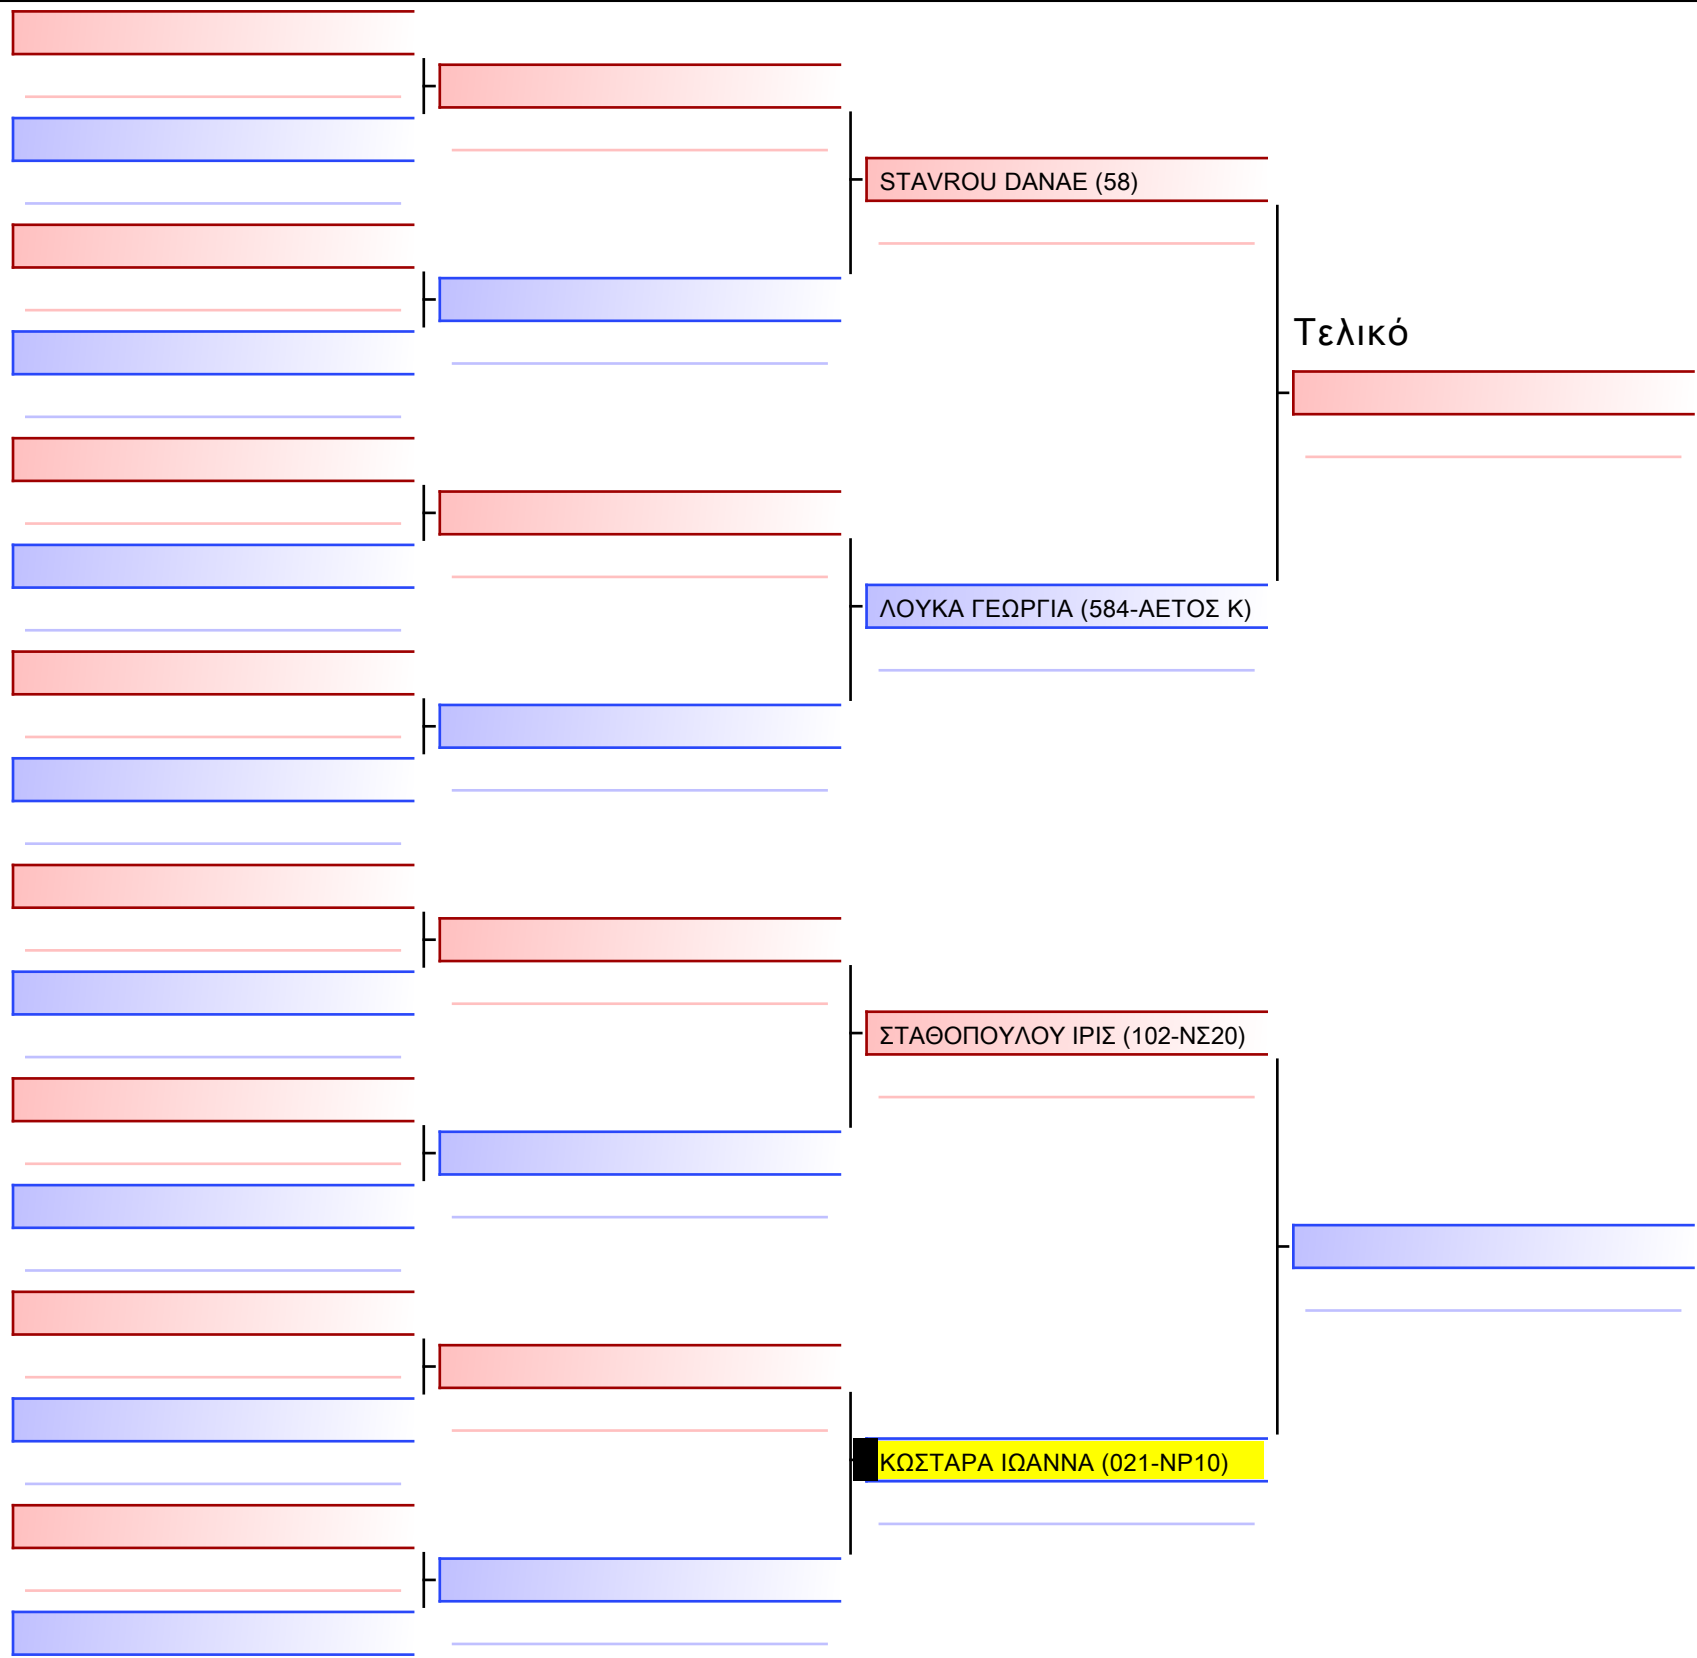 STAVROU DANAE (58)
Τελικό
ΛΟΥΚΑ ΓΕΩΡΓΙΑ (584-ΑΕΤΟΣ Κ)
ΣΤΑΘΟΠΟΥΛΟΥ ΙΡΙΣ (102-ΝΣ20)
ΚΩΣΤΑΡΑ ΙΩΑΝΝΑ (021-ΝΡ10)